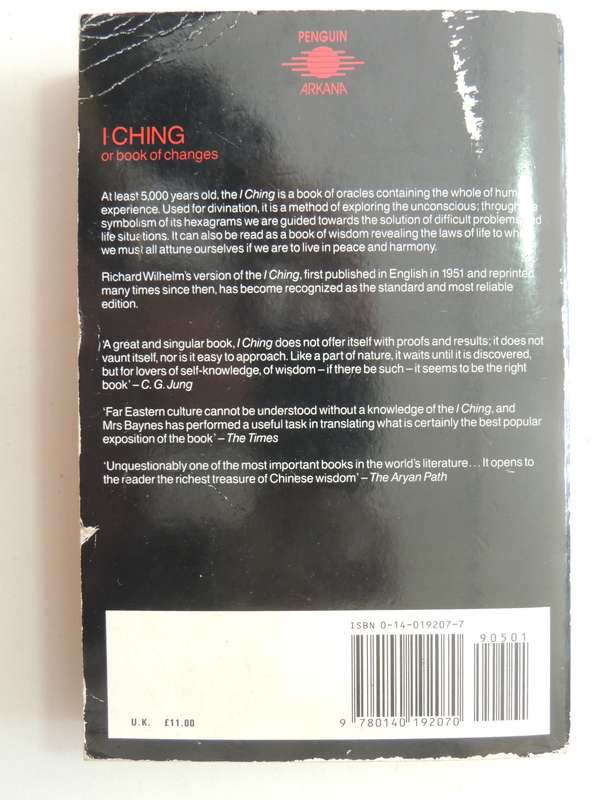 PENGUIN
ARKANA
I CHING
or book of changes
At least 5,000 years old, the I Ching is a book of oracles containing the whole of human
experience. Used for divination, it is a method of exploring the unconscious; through
symbolism of its hexagrams we are guided towards the solution of difficult problems and
life situations. It can also be read as a book of wisdom revealing the laws of life to
we must all attune ourselves if we are to live in peace and harmony.
Richard Wilhelm's version of the I Ching, first published in English in 1951 and reprinted
many times since then, has become recognized as the standard and most reliable
edition.
'A great and singular book, I Ching does not offer itself with proofs and results; it does not
vaunt itself, nor is it easy to approach. Like a part of nature, it waits until it is discovered,
but for lovers of self-knowledge, of wisdom – if there be such – it seems to be the right
book' – C. G. Jung
'Far Eastern culture cannot be understood without a knowledge of the I Ching, and
Mrs Baynes has performed a useful task in translating what is certainly the best popular
exposition of the book' – The Times
'Unquestionably one of the most important books in the world's literature... It opens to
the reader the richest treasure of Chinese wisdom' – The Aryan Path
ISBN 0-14-019207-7
90501
9 780140 192070
U.K. £11.00